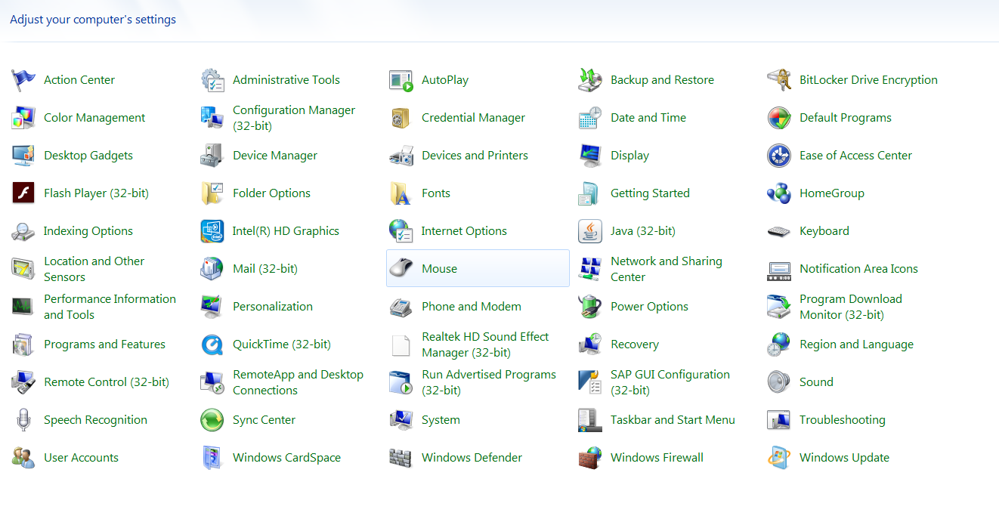 Adjust your computer's settings
Action Center
Administrative Tools
AutoPlay
Backup and Restore
BitLocker Drive Encryption
Color Management
Configuration Manager
(32-bit)
Credential Manager
Date and Time
Default Programs
Desktop Gadgets
Device Manager
Devices and Printers
Display
Ease of Access Center
Flash Player (32-bit)
Folder Options
Fonts
Getting Started
HomeGroup
Indexing Options
Intel(R) HD Graphics
Internet Options
Java (32-bit)
Keyboard
Location and Other
Sensors
Mail (32-bit)
Mouse
Network and Sharing
Center
Notification Area Icons
Performance Information
and Tools
Personalization
Phone and Modem
Power Options
Program Download
Monitor (32-bit)
Programs and Features
QuickTime (32-bit)
Realtek HD Sound Effect
Manager (32-bit)
Recovery
Region and Language
Remote Control (32-bit)
RemoteApp and Desktop
Connections
Run Advertised Programs
(32-bit)
SAP GUI Configuration
(32-bit)
Sound
Speech Recognition
Sync Center
System
Taskbar and Start Menu
Troubleshooting
User Accounts
Windows CardSpace
Windows Defender
Windows Firewall
Windows Update